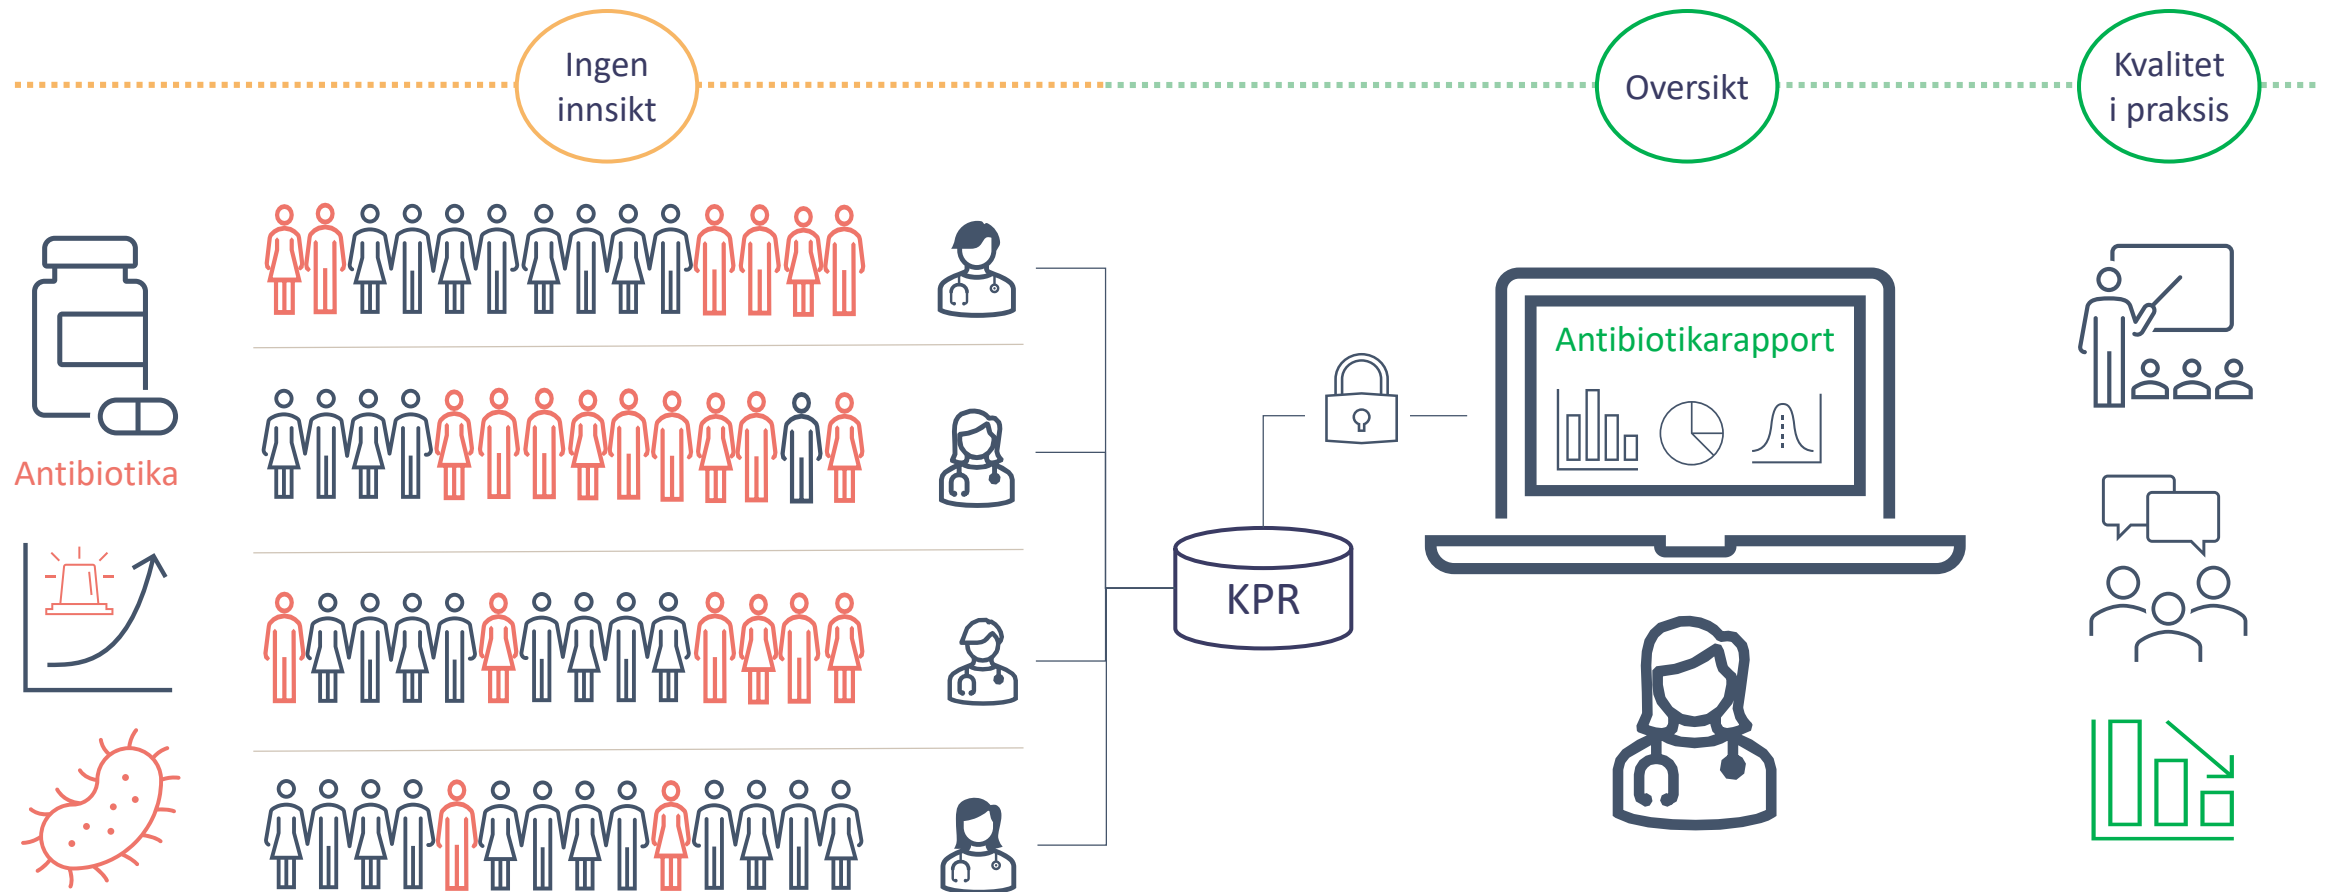 Ingen
innsikt
Oversikt
Kvalitet
i praksis
Antibiotika
KPR
Antibiotikarapport